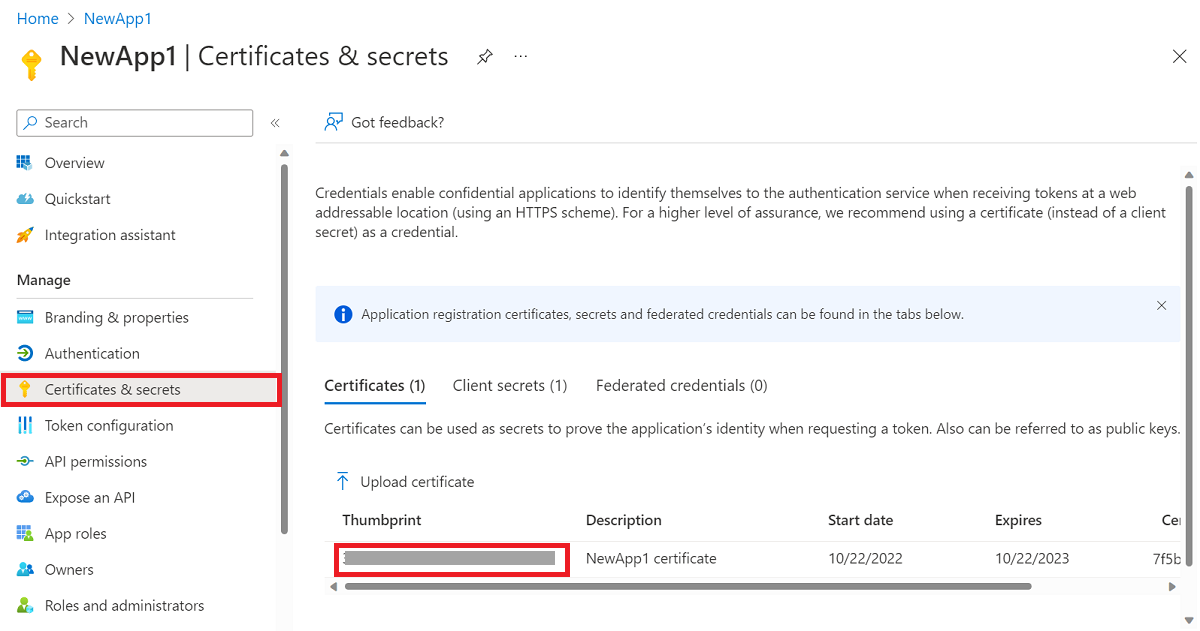 Home > NewApp1
NewApp1 | Certificates & secrets
Search
Overview
Quickstart
Integration assistant
Manage
Branding & properties
Authentication
Certificates & secrets
Token configuration
API permissions
Expose an API
App roles
Owners
Roles and administrators
Got feedback?
Credentials enable confidential applications to identify themselves to the authentication service when receiving tokens at a web
addressable location (using an HTTPS scheme). For a higher level of assurance, we recommend using a certificate (instead of a client
secret) as a credential.
Application registration certificates, secrets and federated credentials can be found in the tabs below.
Certificates (1) Client secrets (1) Federated credentials (0)
Certificates can be used as secrets to prove the application’s identity when requesting a token. Also can be referred to as public keys.
Upload certificate
Thumbprint Description Start date Expires
NewApp1 certificate 10/22/2022 10/22/2023